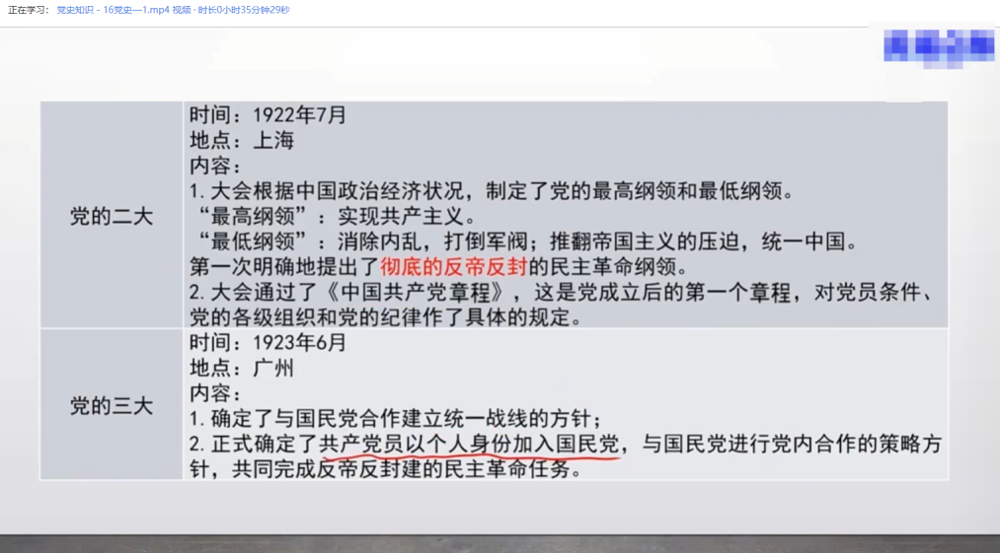 正在学习： 党史知识 - 16党史—1.mp4 视频 · 时长0小时35分钟29秒
党的二大
时间：1922年7月
地点：上海
内容：
1.大会根据中国政治经济状况，制定了党的最高纲领和最低纲领。
“最高纲领”：实现共产主义。
“最低纲领”：消除内乱，打倒军阀；推翻帝国主义的压迫，统一中国。
第一次明确地提出了彻底的反帝反封的民主革命纲领。
2.大会通过了《中国共产党章程》，这是党成立后的第一个章程，对党员条件、
党的各级组织和党的纪律作了具体的规定。
党的三大
时间：1923年6月
地点：广州
内容：
1.确定了与国民党合作建立统一战线的方针；
2.正式确定了共产党员以个人身份加入国民党，与国民党进行党内合作的策略方
针，共同完成反帝反封建的民主革命任务。